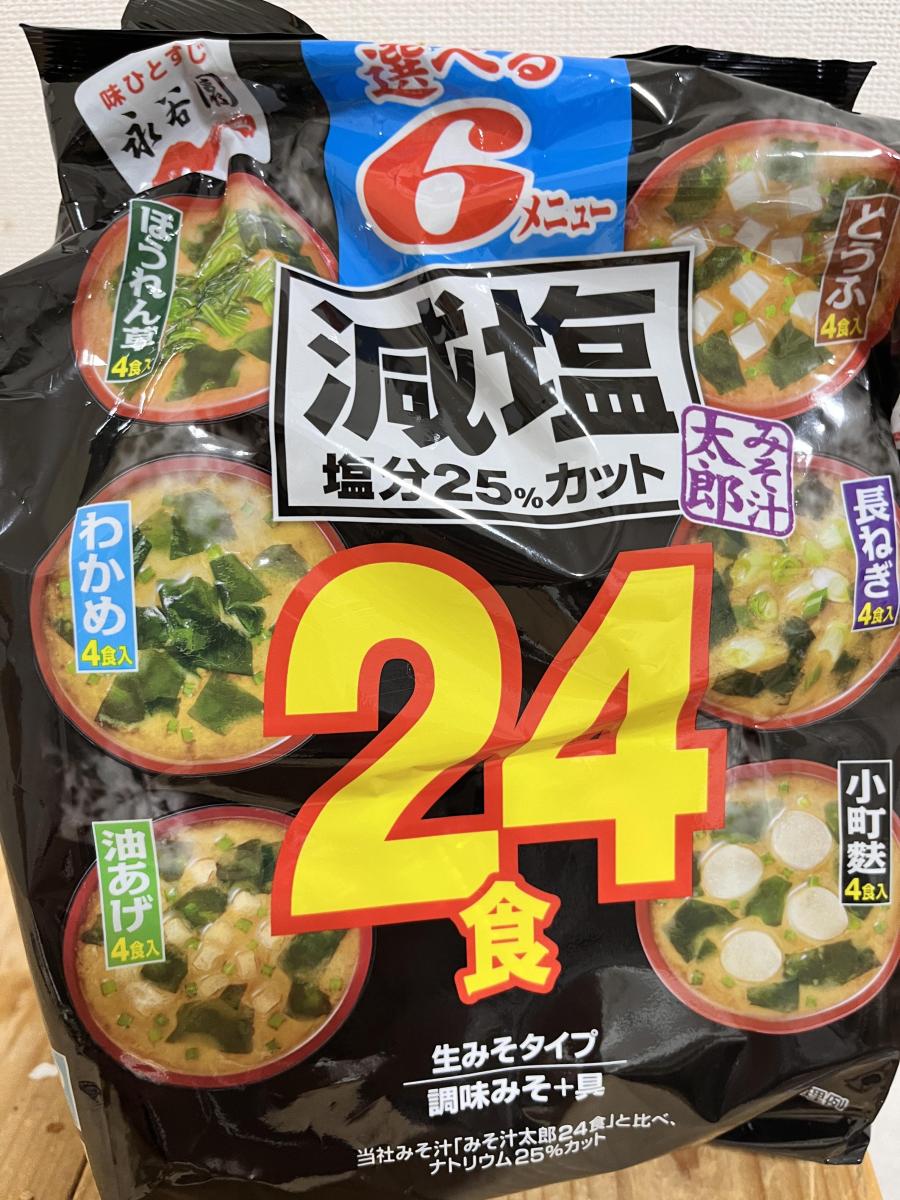 味ひとすじ
永谷園
選べる
6
メニュー
ほうれん草
4食入
とうふ
4食入
減塩
塩分25%カット
みそ汁
太郎
わかめ
4食入
長ねぎ
4食入
24
食
油あげ
4食入
小町麩
4食入
生みそタイプ
調味みそ+具
当社みそ汁「みそ汁太郎24食」と比べ、
ナトリウム25%カット